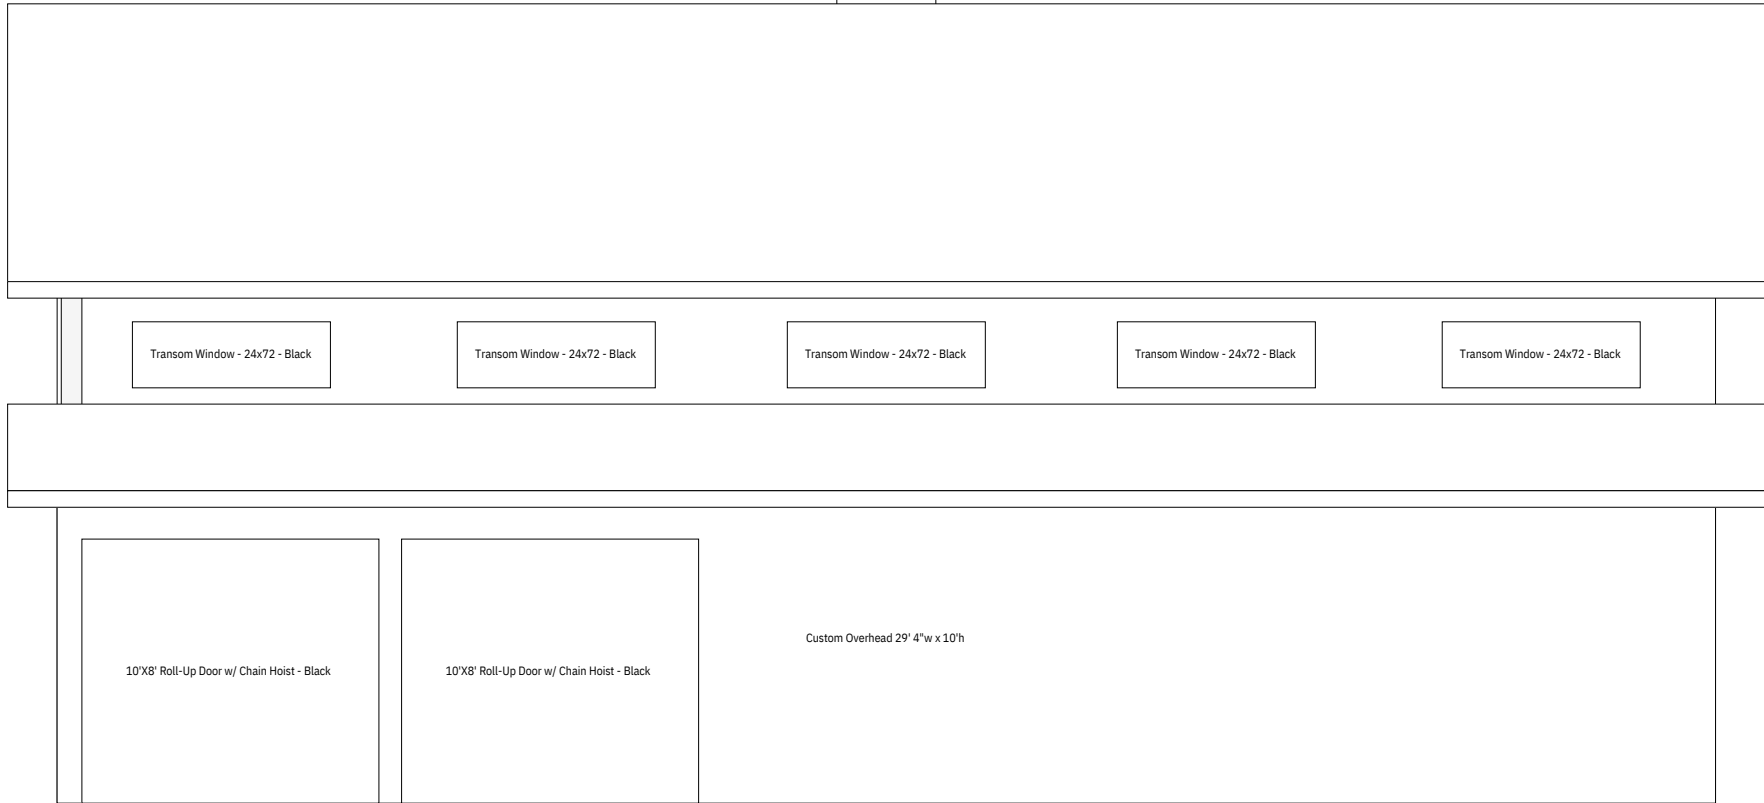 Transom Window - 24x72 - Black
Transom Window - 24x72 - Black
Transom Window - 24x72 - Black
Transom Window - 24x72 - Black
Transom Window - 24x72 - Black
Custom Overhead 29' 4"w x 10'h
10'X8' Roll-Up Door w/ Chain Hoist - Black
10'X8' Roll-Up Door w/ Chain Hoist - Black